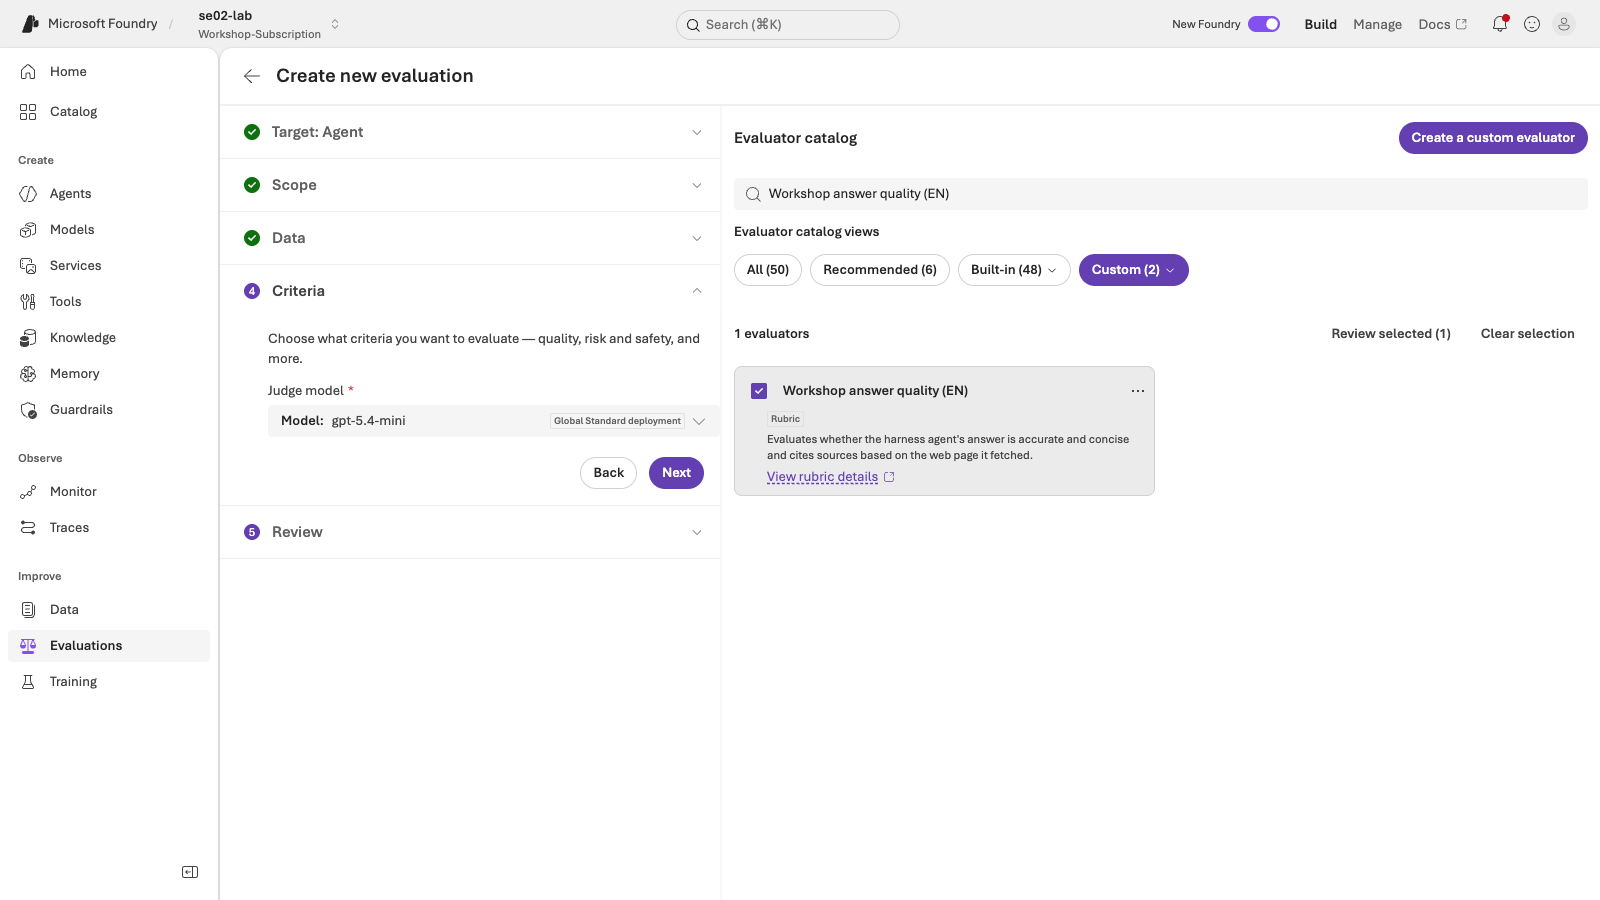 Microsoft Foundry
/
se02-lab
Workshop-Subscription
Search (⌘K)
New Foundry
Build
Manage
Docs
Home
Catalog
Create
Agents
Models
Services
Tools
Knowledge
Memory
Guardrails
Observe
Monitor
Traces
Improve
Data
Evaluations
Training
Create new evaluation
Target: Agent
Scope
Data
4 Criteria
Choose what criteria you want to evaluate — quality, risk and safety, and
more.
Judge model *
Model: gpt-5.4-mini
Global Standard deployment
Back
Next
5 Review
Evaluator catalog
Create a custom evaluator
Workshop answer quality (EN)
Evaluator catalog views
All (50)
Recommended (6)
Built-in (48)
Custom (2)
1 evaluators
Review selected (1)
Clear selection
Workshop answer quality (EN)
Rubric
Evaluates whether the harness agent's answer is accurate and concise
and cites sources based on the web page it fetched.
View rubric details